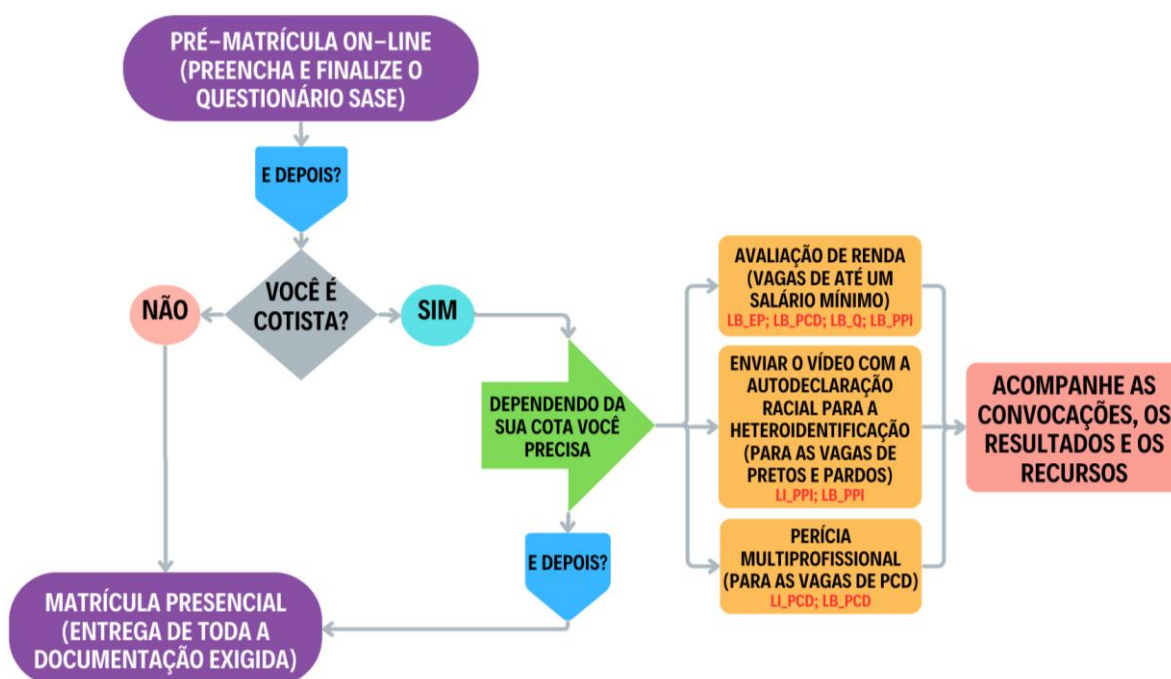 PRÉ-MATRÍCULA ON-LINE
(PREENCHA E FINALIZE O
QUESTIONÁRIO SASE)
E DEPOIS?
VOCÊ É
COTISTA?
NÃO
SIM
DEPENDENDO DA
SUA COTA VOCÊ
PRECISA
AVALIAÇÃO DE RENDA
(VAGAS DE ATÉ UM
SALÁRIO MÍNIMO)
LB_EP; LB_PCD; LB_Q; LB_PPI
ENVIAR O VÍDEO COM A
AUTODECLARAÇÃO
RACIAL PARA A
HETEROIDENTIFICAÇÃO
(PARA AS VAGAS DE
PRETOS E PARDOS)
LI_PPI; LB_PPI
PERÍCIA
MULTIPROFISSIONAL
(PARA AS VAGAS DE PCD)
LI_PCD; LB_PCD
ACOMPANHE AS
CONVOCAÇÕES, OS
RESULTADOS E OS
RECURSOS
E DEPOIS?
MATRÍCULA PRESENCIAL
(ENTREGA DE TODA A
DOCUMENTAÇÃO EXIGIDA)